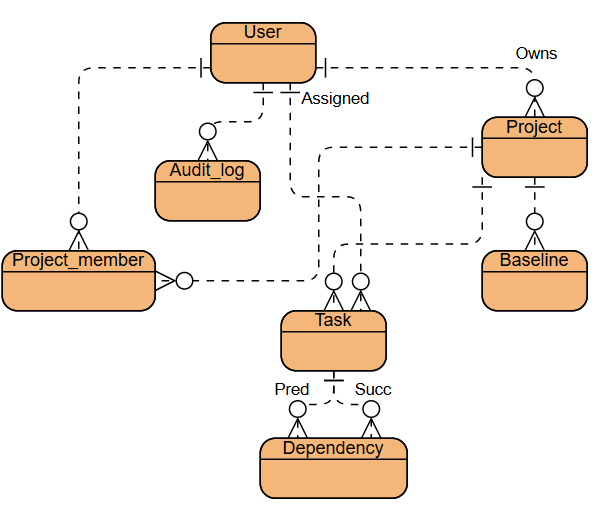 User
Owns
Assigned
Project
Audit_log
Project_member
Baseline
Task
Pred
Succ
Dependency